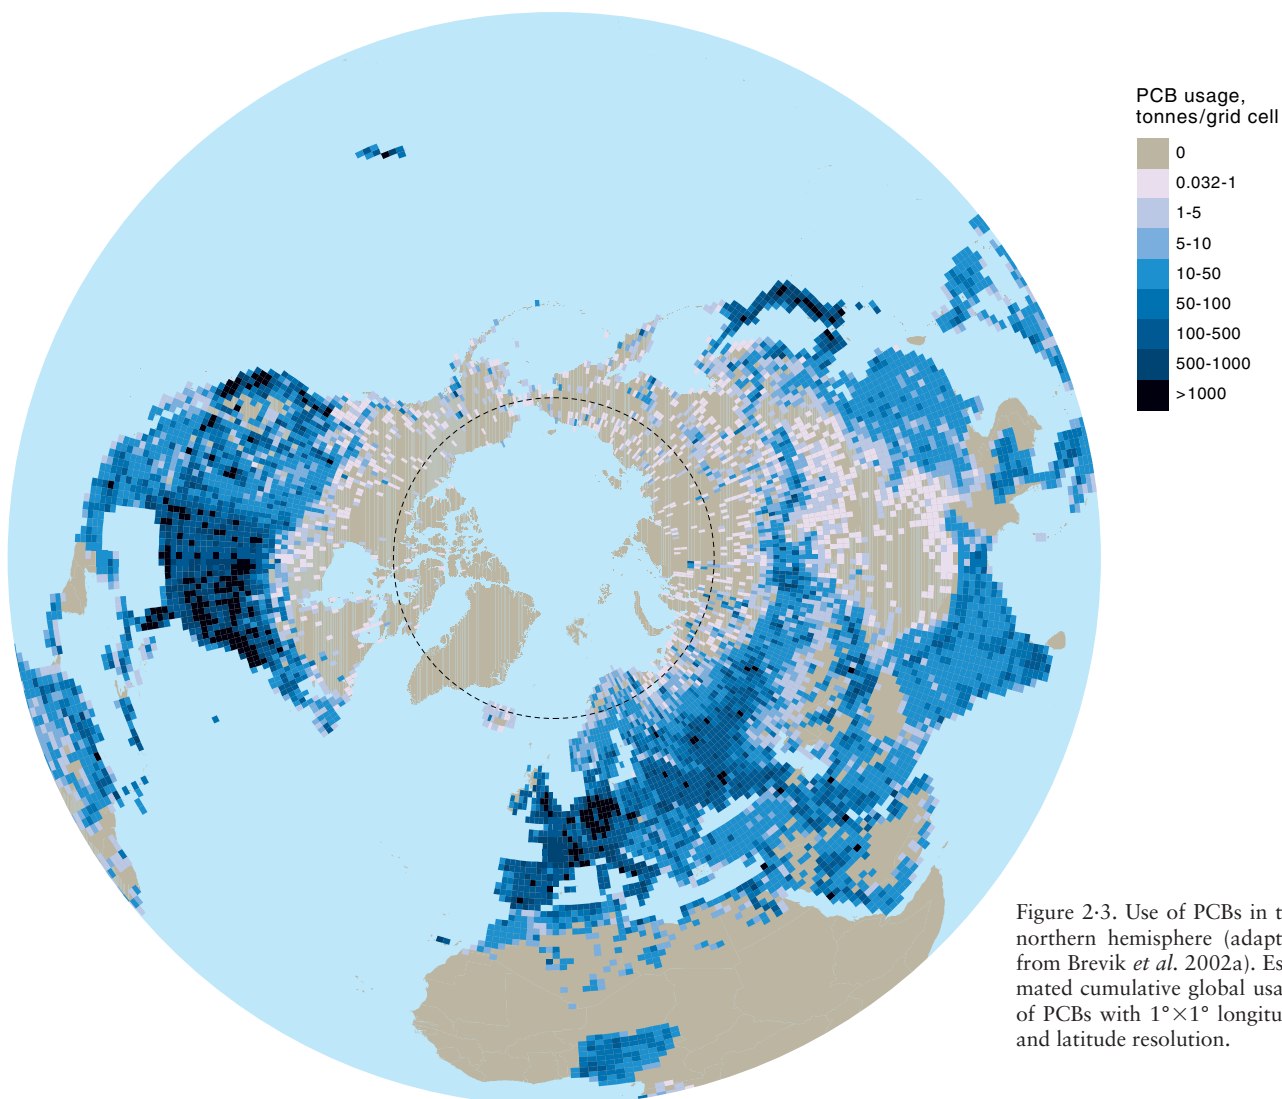 PCB usage,
tonnes/grid cell
0
0.032-1
1-5
5-10
10-50
50-100
100-500
500-1000
>1000
Figure 2·3. Use of PCBs in t
northern hemisphere (adapt
from Brevik et al. 2002a). Es
mated cumulative global usa
of PCBs with 1°×1° longitu
and latitude resolution.